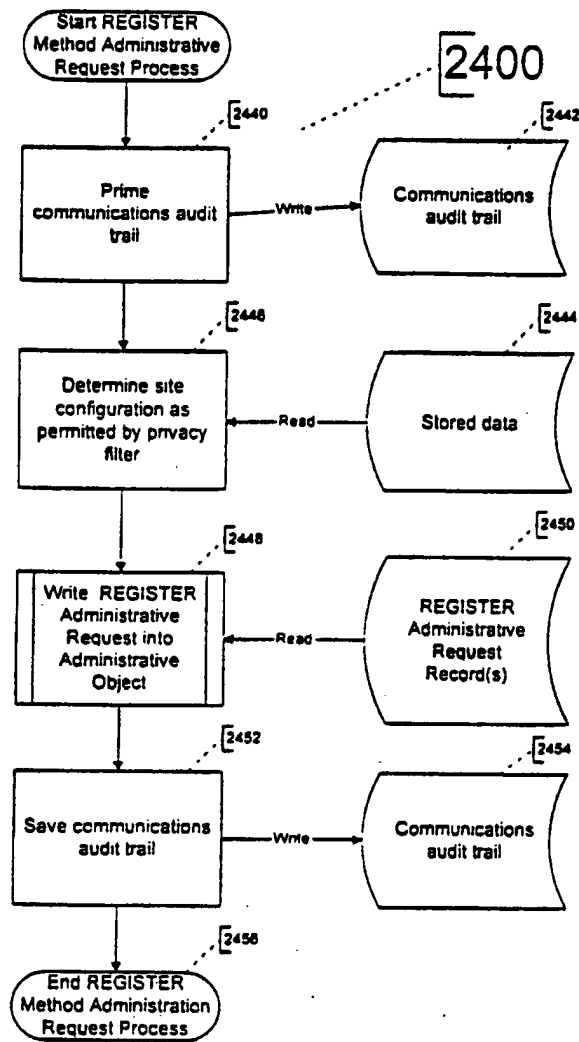 Start REGISTER
Method Administrative
Request Process
2400
2440
2442
Prime
communications audit
trail
Write
Communications
audit trail
2446
2444
Determine site
configuration as
permitted by privacy
filter
Read
Stored data
2448
2450
Write REGISTER
Administrative
Request into
Administrative
Object
Read
REGISTER
Administrative
Request
Record(s)
2452
2454
Save communications
audit trail
Write
Communications
audit trail
2456
End REGISTER
Method Administration
Request Process